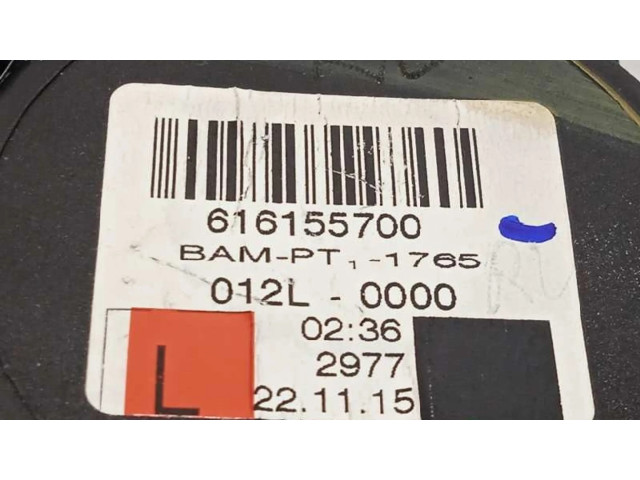 616155700
BAM-PT1-1765
012L - 0000
02:36
2977
L
22.11.15